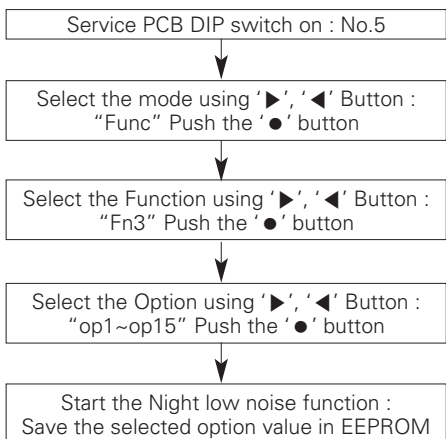 Service PCB DIP switch on : No.5
Select the mode using ‘▶’, ‘◀’ Button :
“Func” Push the ‘●’ button
Select the Function using ‘▶’, ‘◀’ Button :
“Fn3” Push the ‘●’ button
Select the Option using ‘▶’, ‘◀’ Button :
“op1~op15” Push the ‘●’ button
Start the Night low noise function :
Save the selected option value in EEPROM